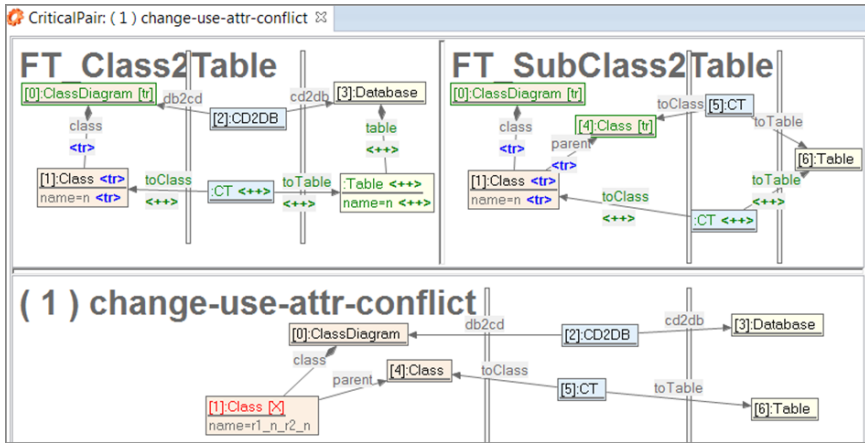 CriticalPair: ( 1 ) change-use-attr-conflict
FT_Class2Table
[0]:ClassDiagram [tr]
db2cd
cd2db
[3]:Database
[2]:CD2DB
class
<tr>
table
<++>
[1]:Class <tr>
name=n <tr>
toClass
<++>
:CT <++>
toTable
<++>
:Table <++>
name=n <++>
FT_SubClass2Table
[0]:ClassDiagram [tr]
toClass
[5]:CT
class
<tr>
[4]:Class [tr]
toTable
parent
<tr>
[6]:Table
[1]:Class <tr>
name=n <tr>
toClass
<++>
toTable
<++>
:CT <++>
( 1 ) change-use-attr-conflict
[0]:ClassDiagram
db2cd
[2]:CD2DB
cd2db
[3]:Database
class
parent
[4]:Class
toClass
[5]:CT
toTable
[6]:Table
[1]:Class [X]
name=r1_n_r2_n